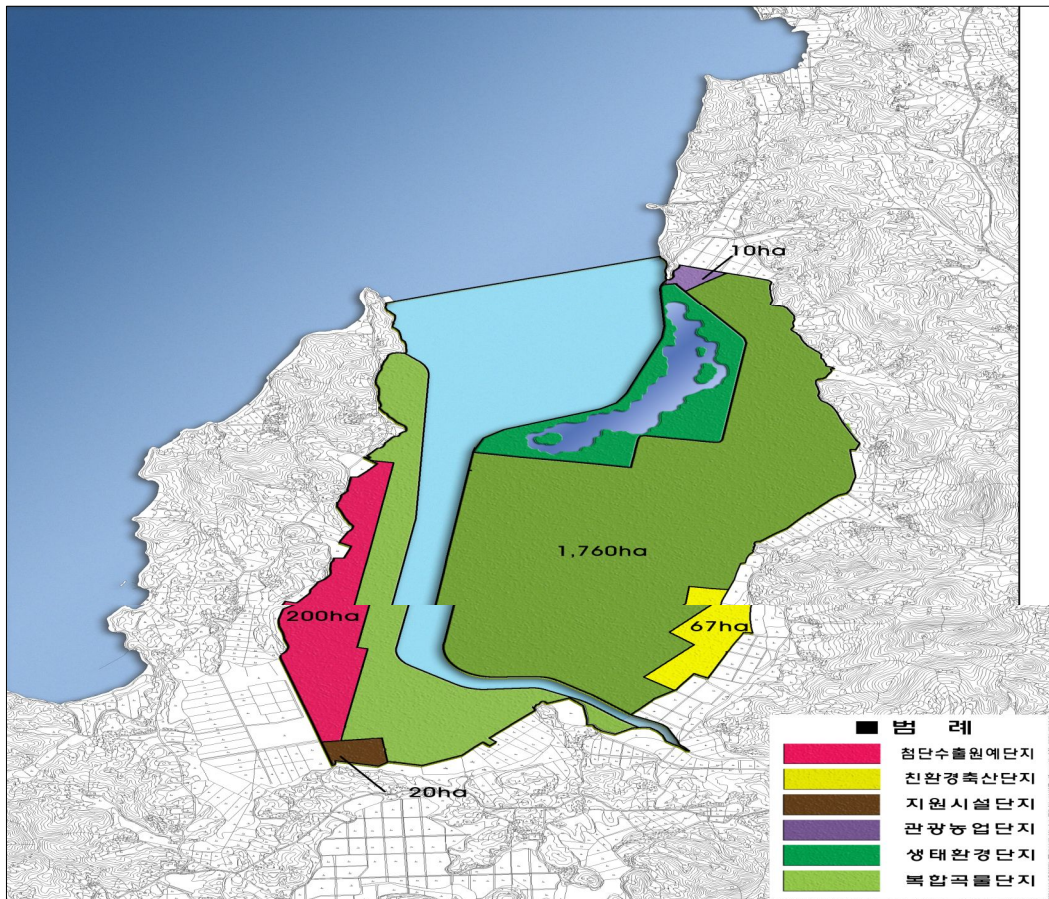 10ha
1,760ha
200ha
67ha
20ha
■ 범 례
첨단수출원예단지
친환경축산단지
지원시설단지
관광농업단지
생태환경단지
복합곡물단지